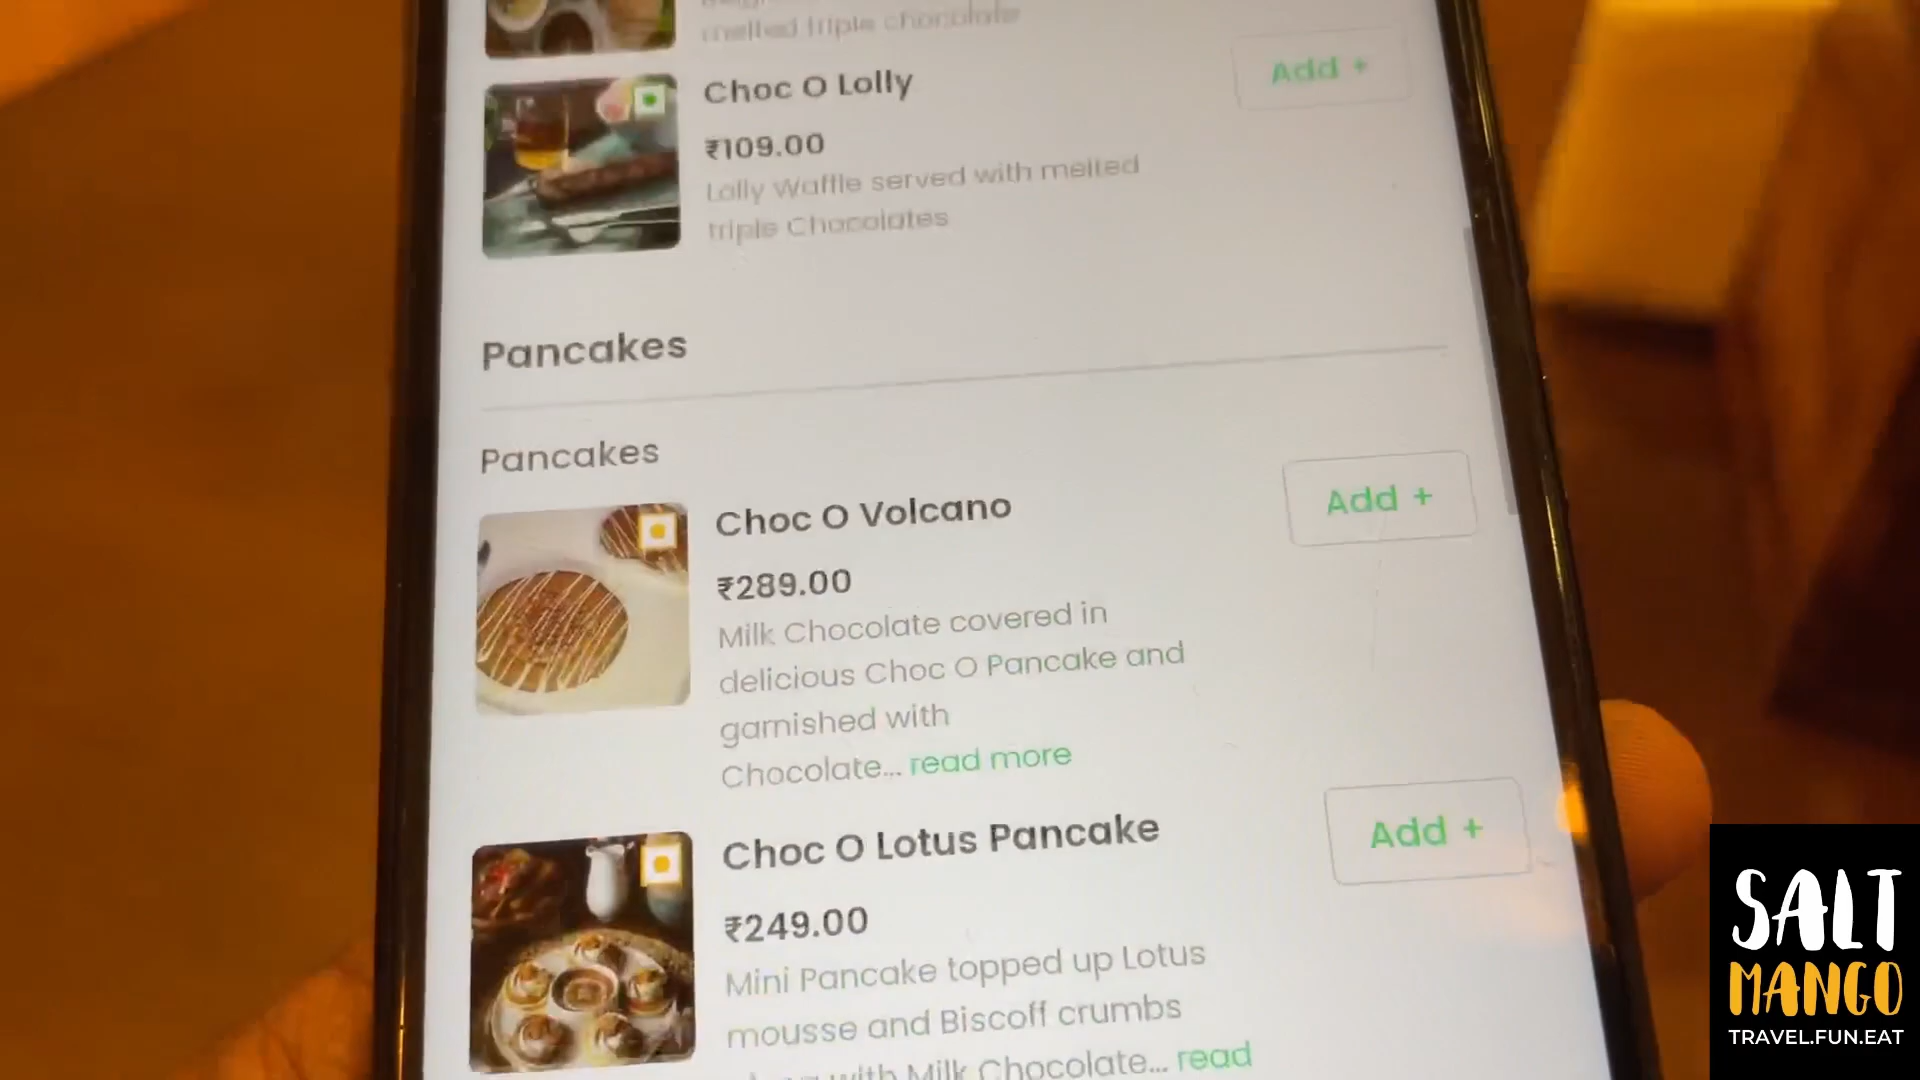 melted triple chocolate
Choc O Lolly
Add +
₹109.00
Lolly Waffle served with melted
triple Chocolates
Pancakes
Pancakes
Choc O Volcano
Add +
₹289.00
Milk Chocolate covered in
delicious Choc O Pancake and
garnished with
Chocolate... read more
Choc O Lotus Pancake
Add +
₹249.00
Mini Pancake topped up Lotus
mousse and Biscoff crumbs
with Milk Chocolate... read
SALT
MANGO
TRAVEL.FUN.EAT